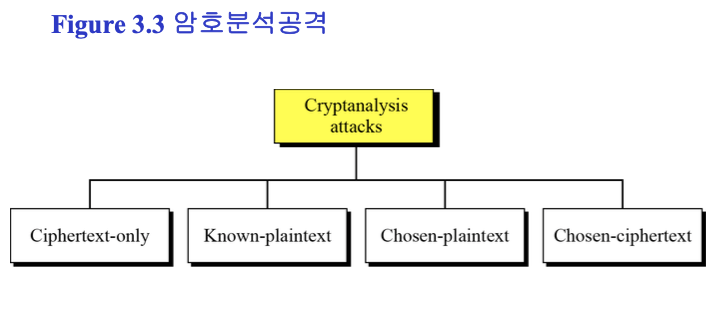 Figure 3.3 암호분석공격
Cryptanalysis
attacks
Ciphertext-only
Known-plaintext
Chosen-plaintext
Chosen-ciphertext